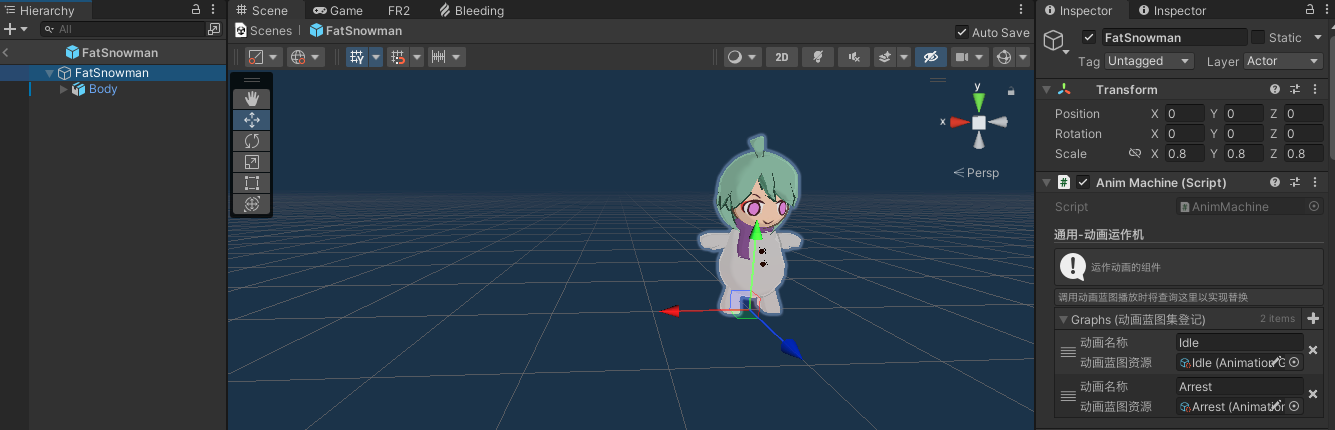 Hierarchy
All
FatSnowman
FatSnowman
Body
Scene
Game
FR2
Bleeding
Scenes
FatSnowman
Auto Save
2D
y
x
Persp
Inspector
Inspector
FatSnowman
Static
Tag
Untagged
Layer
Actor
Transform
Position
X
0
Y
0
Z
0
Rotation
X
0
Y
0
Z
0
Scale
X
0.8
Y
0.8
Z
0.8
Anim Machine (Script)
Script
AnimMachine
通用-动画运作机
运作动画的组件
调用动画蓝图播放时将查询这里以实现替换
Graphs (动画蓝图集登记)
2 items
动画名称
Idle
动画蓝图资源
Idle (Animation G
动画名称
Arrest
动画蓝图资源
Arrest (Animation